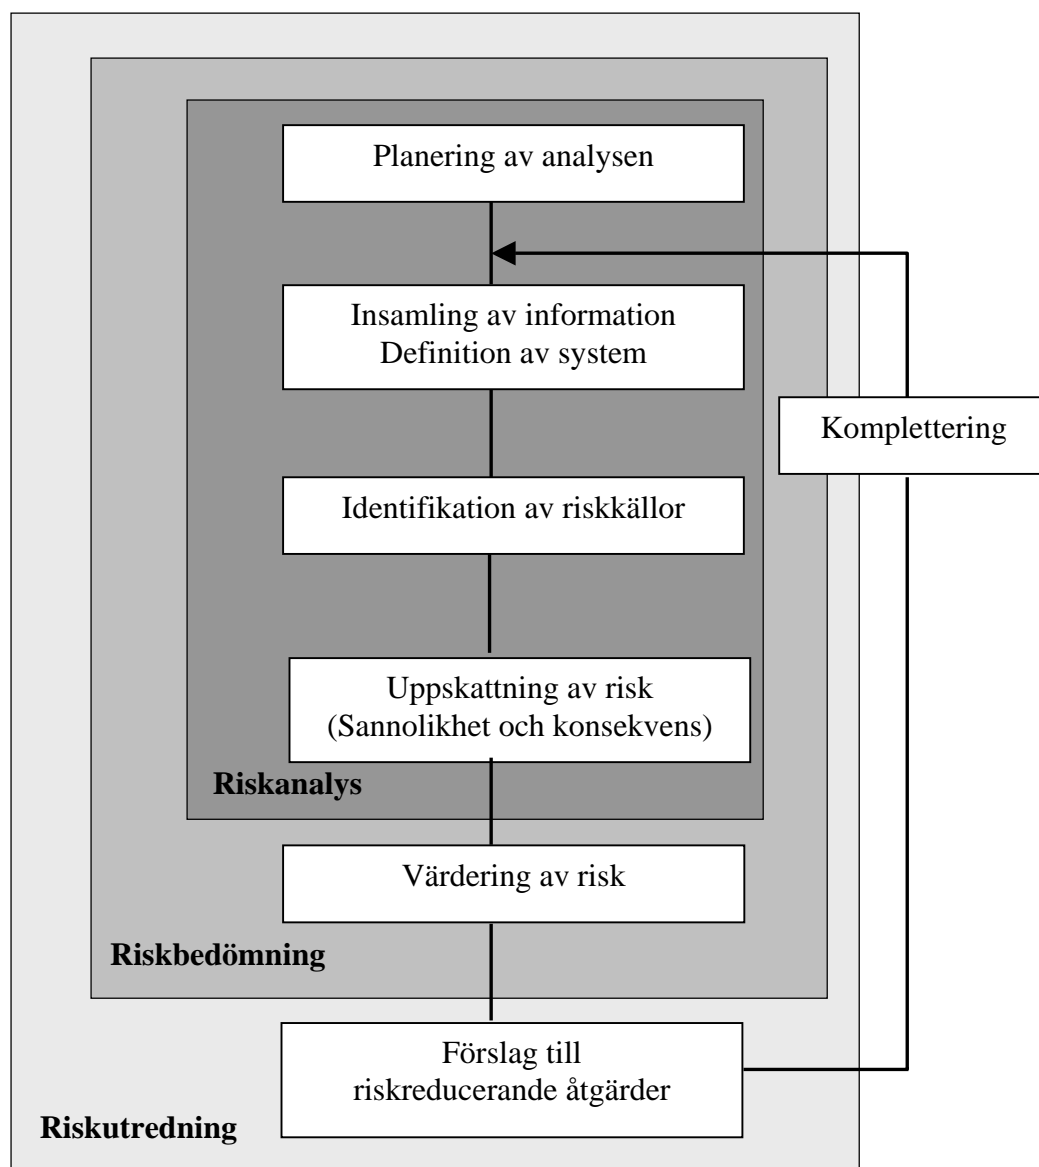 Planering av analysen
Insamling av information
Definition av system
Komplettering
Identifikation av riskkällor
Uppskattning av risk
(Sannolikhet och konsekvens)
Riskanalys
Värdering av risk
Riskbedömning
Förslag till
riskreducerande åtgärder
Riskutredning